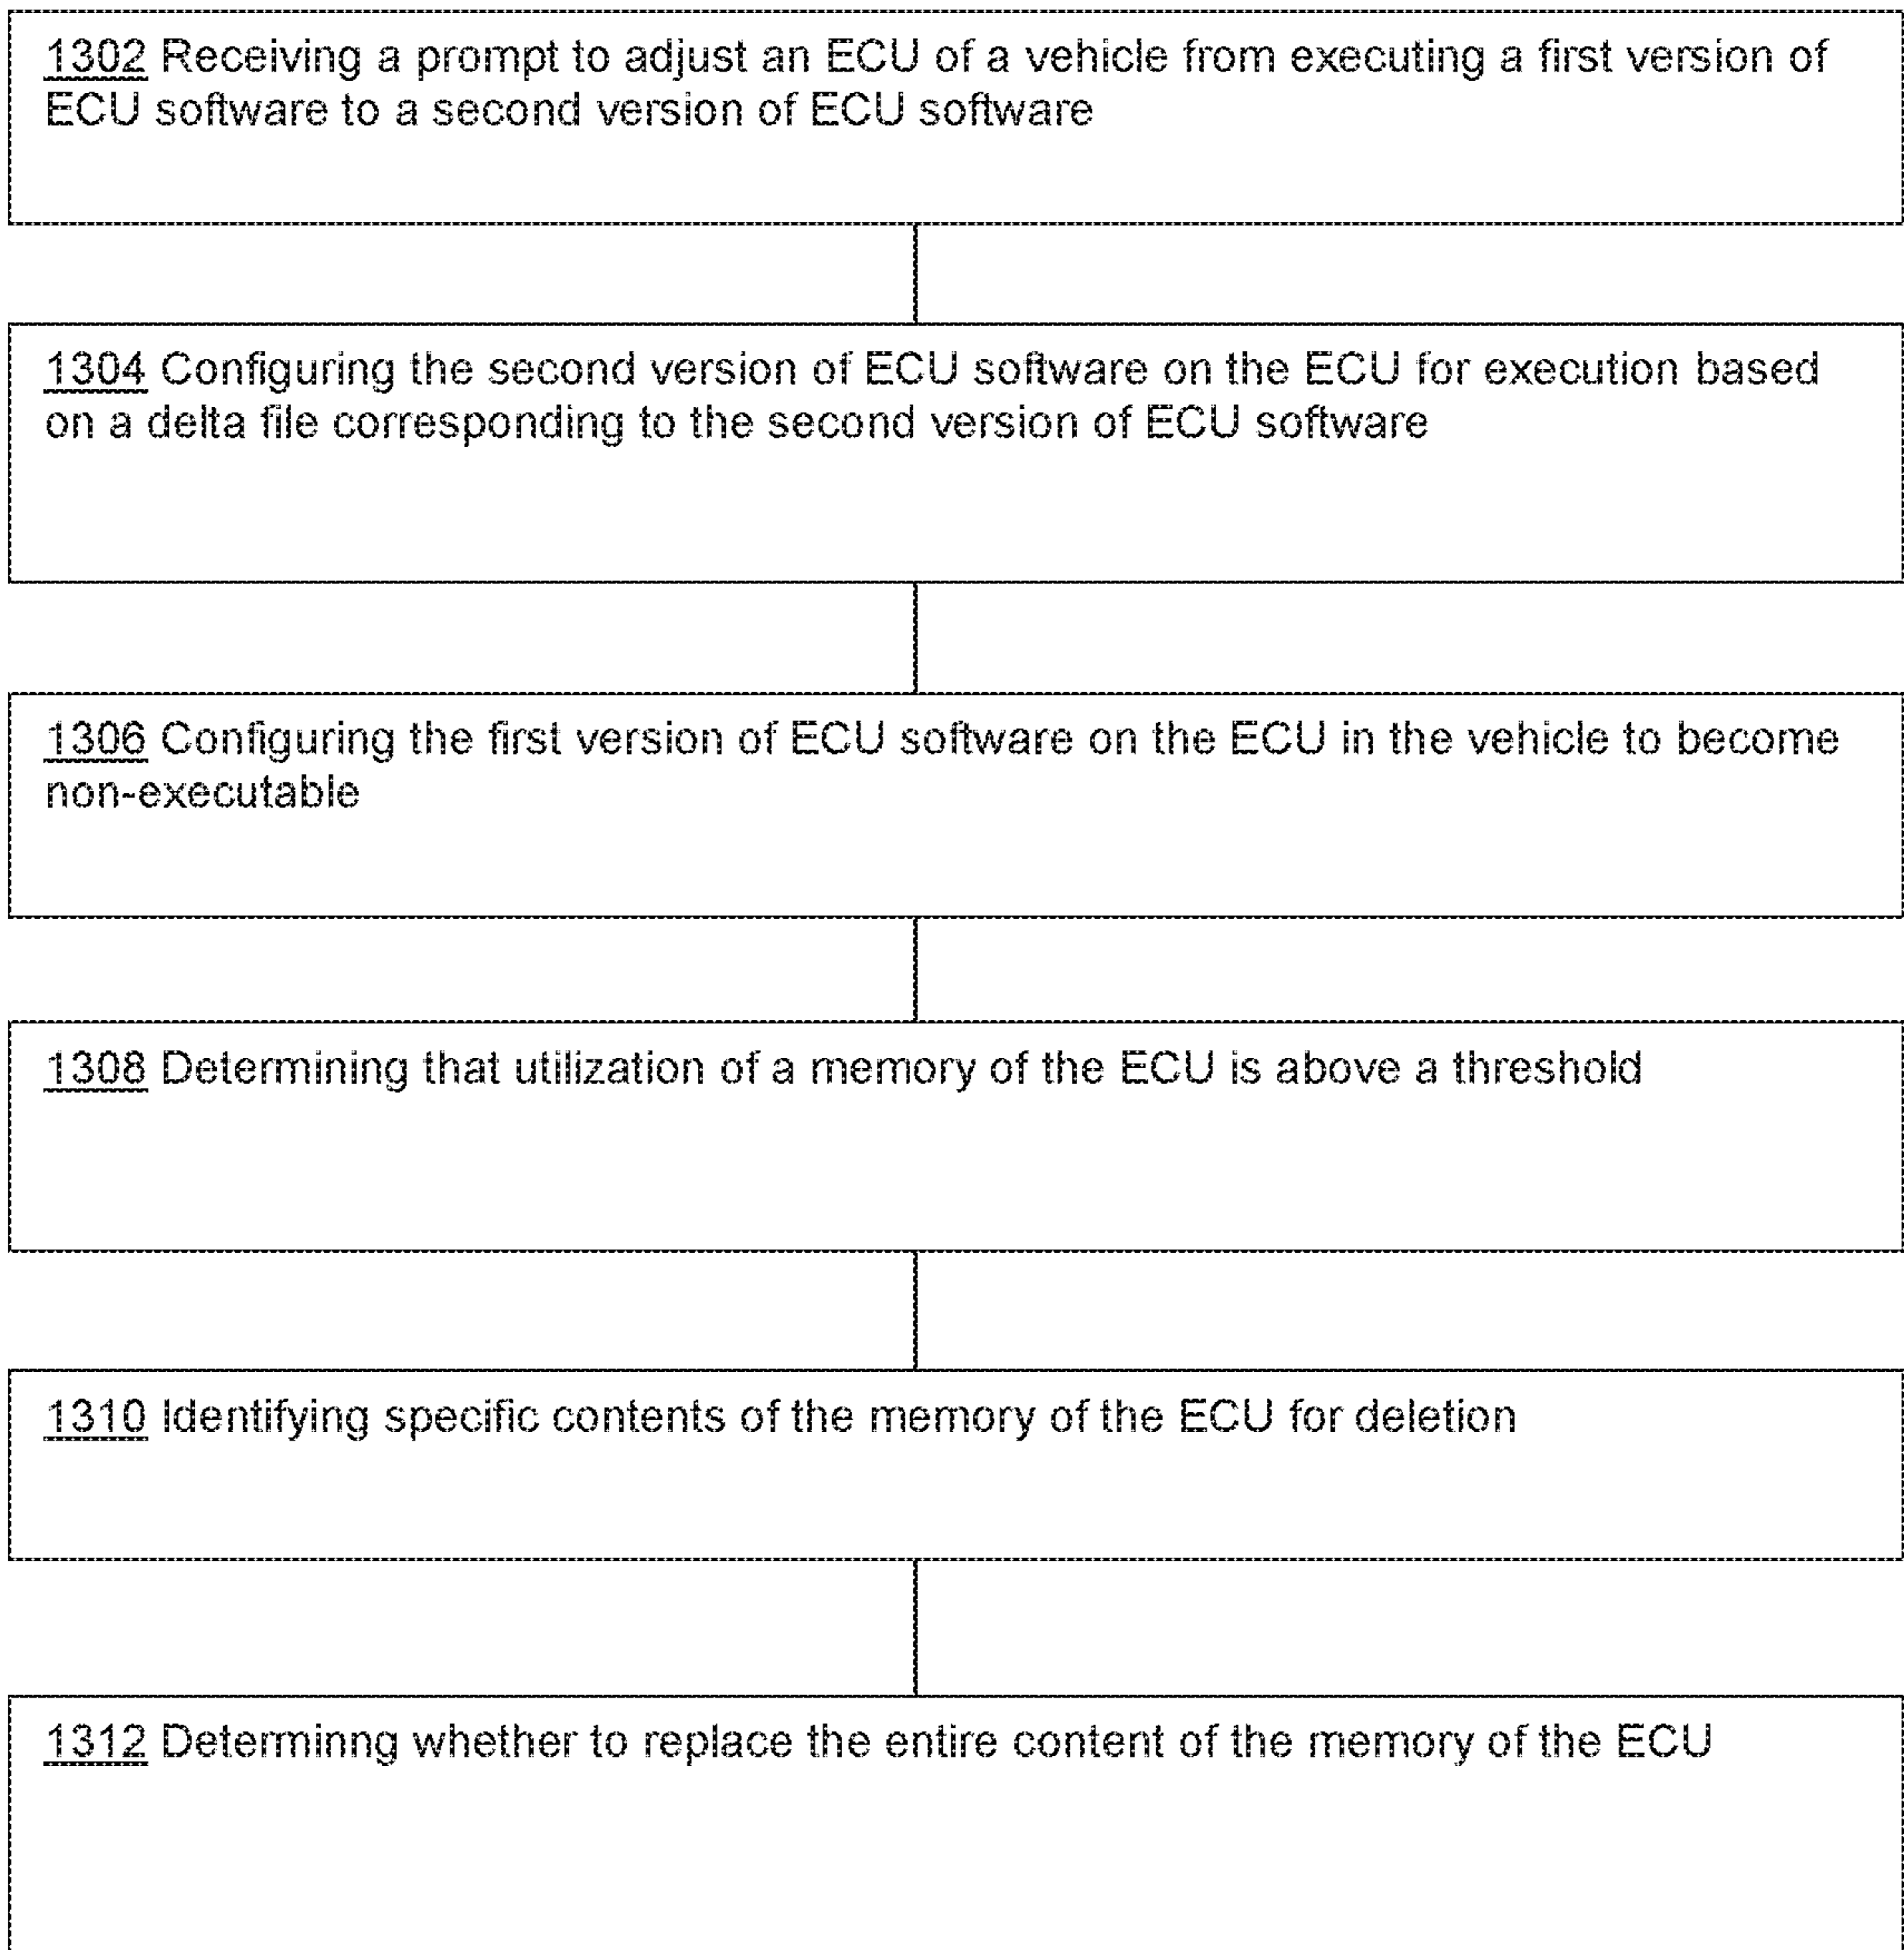 1302 Receiving a prompt to adjust an ECU of a vehicle from executing a first version of
ECU software to a second version of ECU software
1304 Configuring the second version of ECU software on the ECU for execution based
on a delta file corresponding to the second version of ECU software
1306 Configuring the first version of ECU software on the ECU in the vehicle to become
non-executable
1308 Determining that utilization of a memory of the ECU is above a threshold
1310 Identifying specific contents of the memory of the ECU for deletion
1312 Determinng whether to replace the entire content of the memory of the ECU